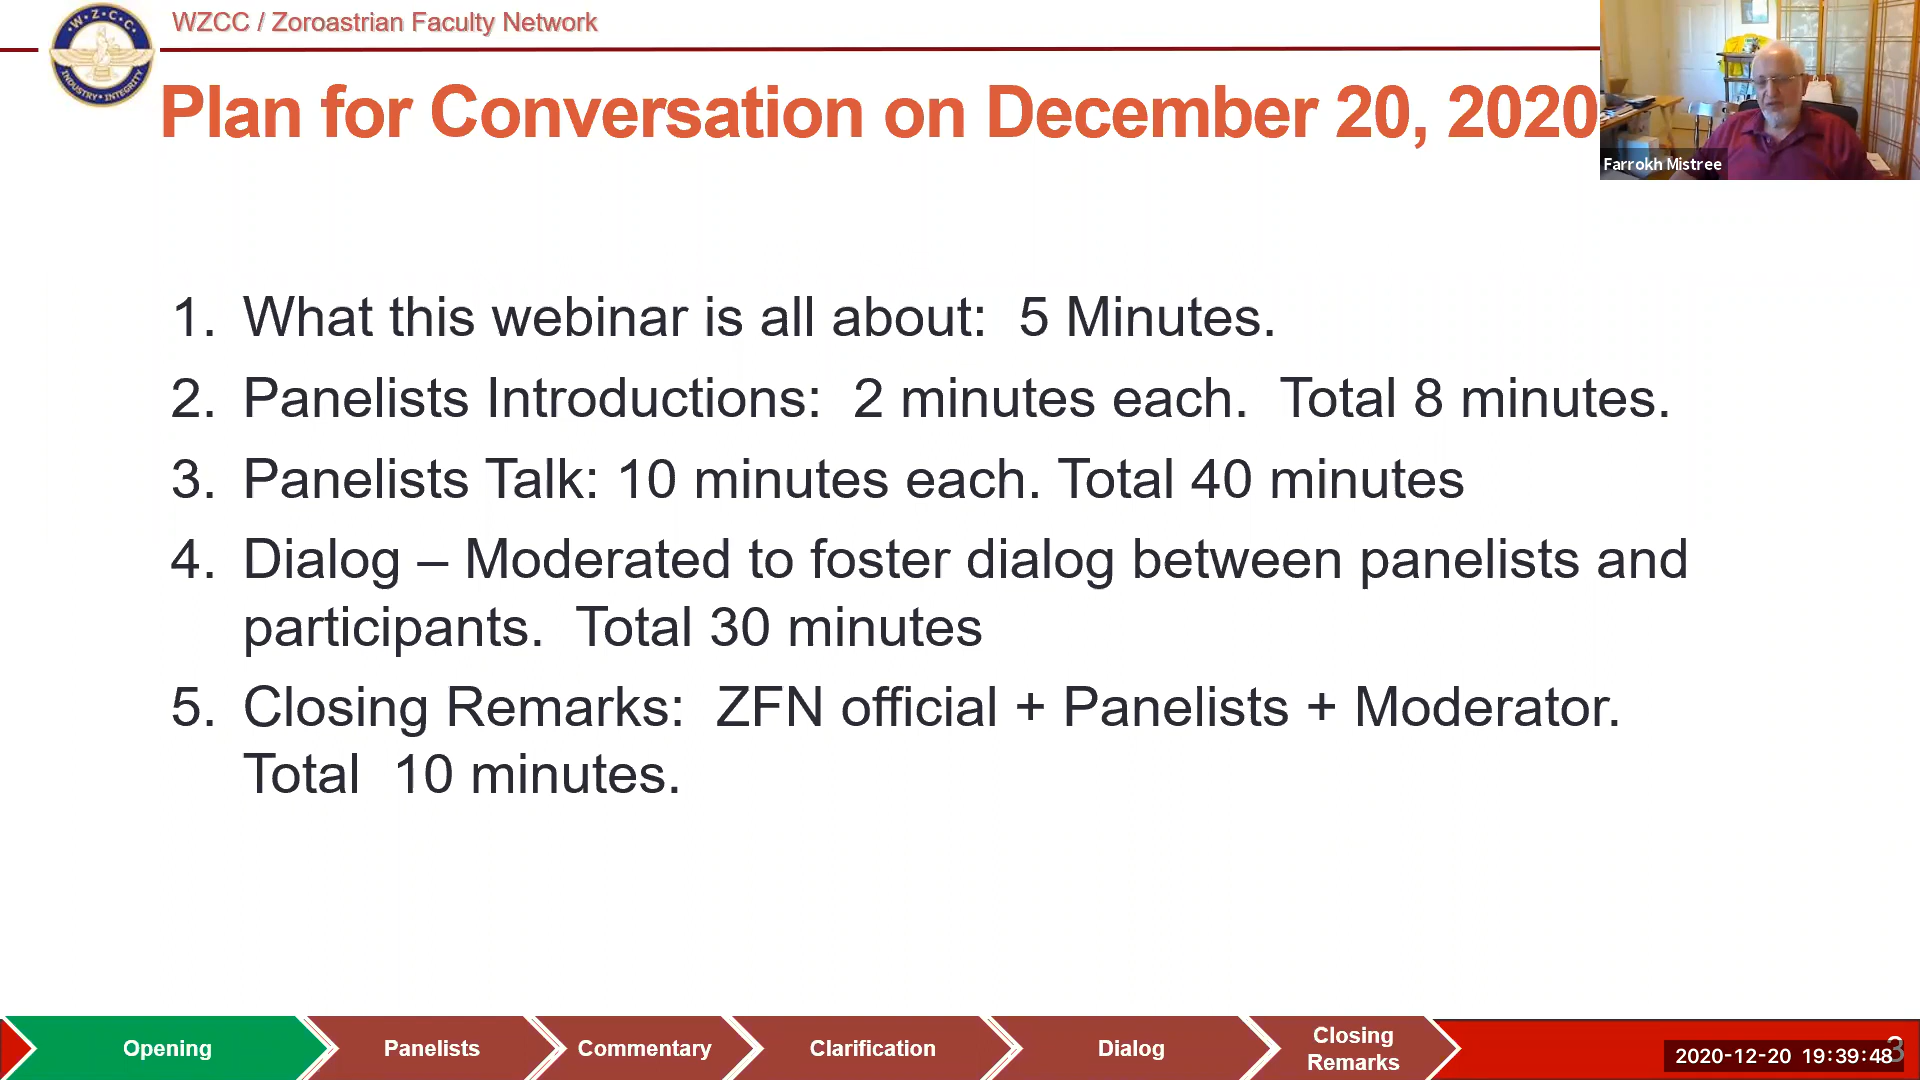 W·Z·C·C
INDUSTRY · INTEGRITY
WZCC / Zoroastrian Faculty Network
Plan for Conversation on December 20, 2020
Farrokh Mistree
1. What this webinar is all about:  5 Minutes.
2. Panelists Introductions:  2 minutes each.  Total 8 minutes.
3. Panelists Talk: 10 minutes each. Total 40 minutes
4. Dialog – Moderated to foster dialog between panelists and
participants.  Total 30 minutes
5. Closing Remarks:  ZFN official + Panelists + Moderator.
Total  10 minutes.
Opening
Panelists
Commentary
Clarification
Dialog
Closing
Remarks
3
2020-12-20 19:39:48